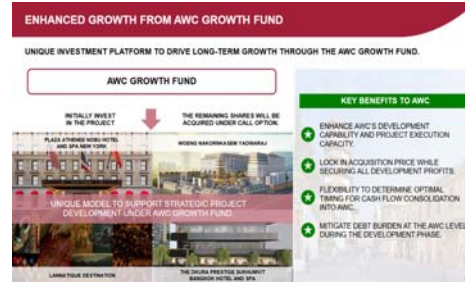 ENHANCED GROWTH FROM AWC GROWTH FUND
UNIQUE INVESTMENT PLATFORM TO DRIVE LONG-TERM GROWTH THROUGH THE AWC GROWTH FUND.
AWC GROWTH FUND
INITIALLY INVEST
IN THE PROJECT
THE REMAINING SHARES WILL BE
ACQUIRED UNDER CALL OPTION.
PLAZA ATHENEE NOBU HOTEL
AND SPA NEW YORK
WOENG NAKORNKASEM YAOWARAJ
UNIQUE MODEL TO SUPPORT STRATEGIC PROJECT
DEVELOPMENT UNDER AWC GROWTH FUND.
LANNATIQUE DESTINATION
THE OKURA PRESTIGE SUKHUMVIT
BANGKOK HOTEL AND SPA
KEY BENEFITS TO AWC
ENHANCE AWC'S DEVELOPMENT
CAPABILITY AND PROJECT EXECUTION
CAPACITY.
LOCK IN ACQUISITION PRICE WHILE
SECURING ALL DEVELOPMENT PROFITS.
FLEXIBILITY TO DETERMINE OPTIMAL
TIMING FOR CASH FLOW CONSOLIDATION
INTO AWC.
MITIGATE DEBT BURDEN AT THE AWC LEVEL
DURING THE DEVELOPMENT PHASE.